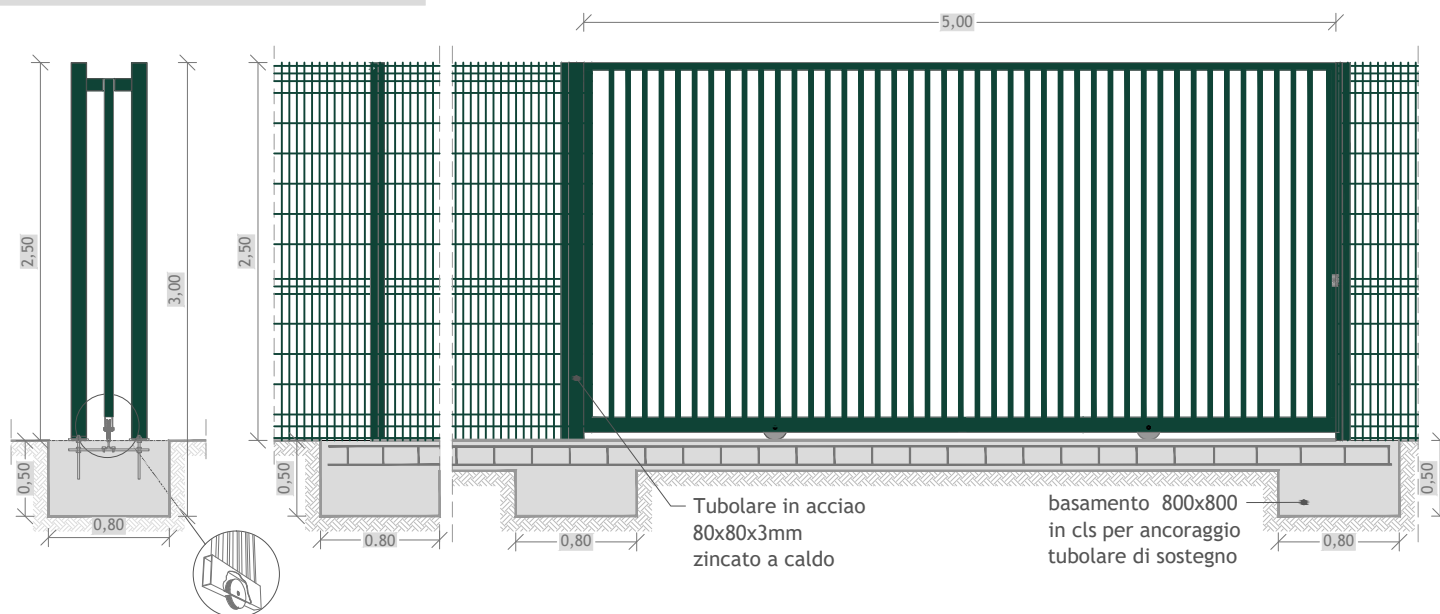 5,00
2,50
3,00
2,50
0,50
0,80
0,50
0.80
0,80
0,80
0,50
Tubolare in acciao
80x80x3mm
zincato a caldo
basamento 800x800
in cls per ancoraggio
tubolare di sostegno